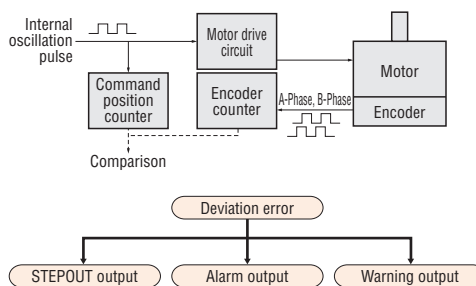 Internal
oscillation
pulse
Motor drive
circuit
Motor
Encoder
Command
position
counter
Encoder
counter
A-Phase, B-Phase
Comparison
Deviation error
STEPOUT output
Alarm output
Warning output